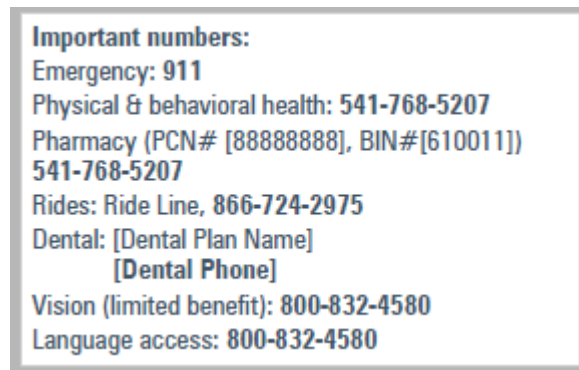 Important numbers:
Emergency: 911
Physical & behavioral health: 541-768-5207
Pharmacy (PCN# [88888888], BIN#[610011])
541-768-5207
Rides: Ride Line, 866-724-2975
Dental: [Dental Plan Name]
[Dental Phone]
Vision (limited benefit): 800-832-4580
Language access: 800-832-4580